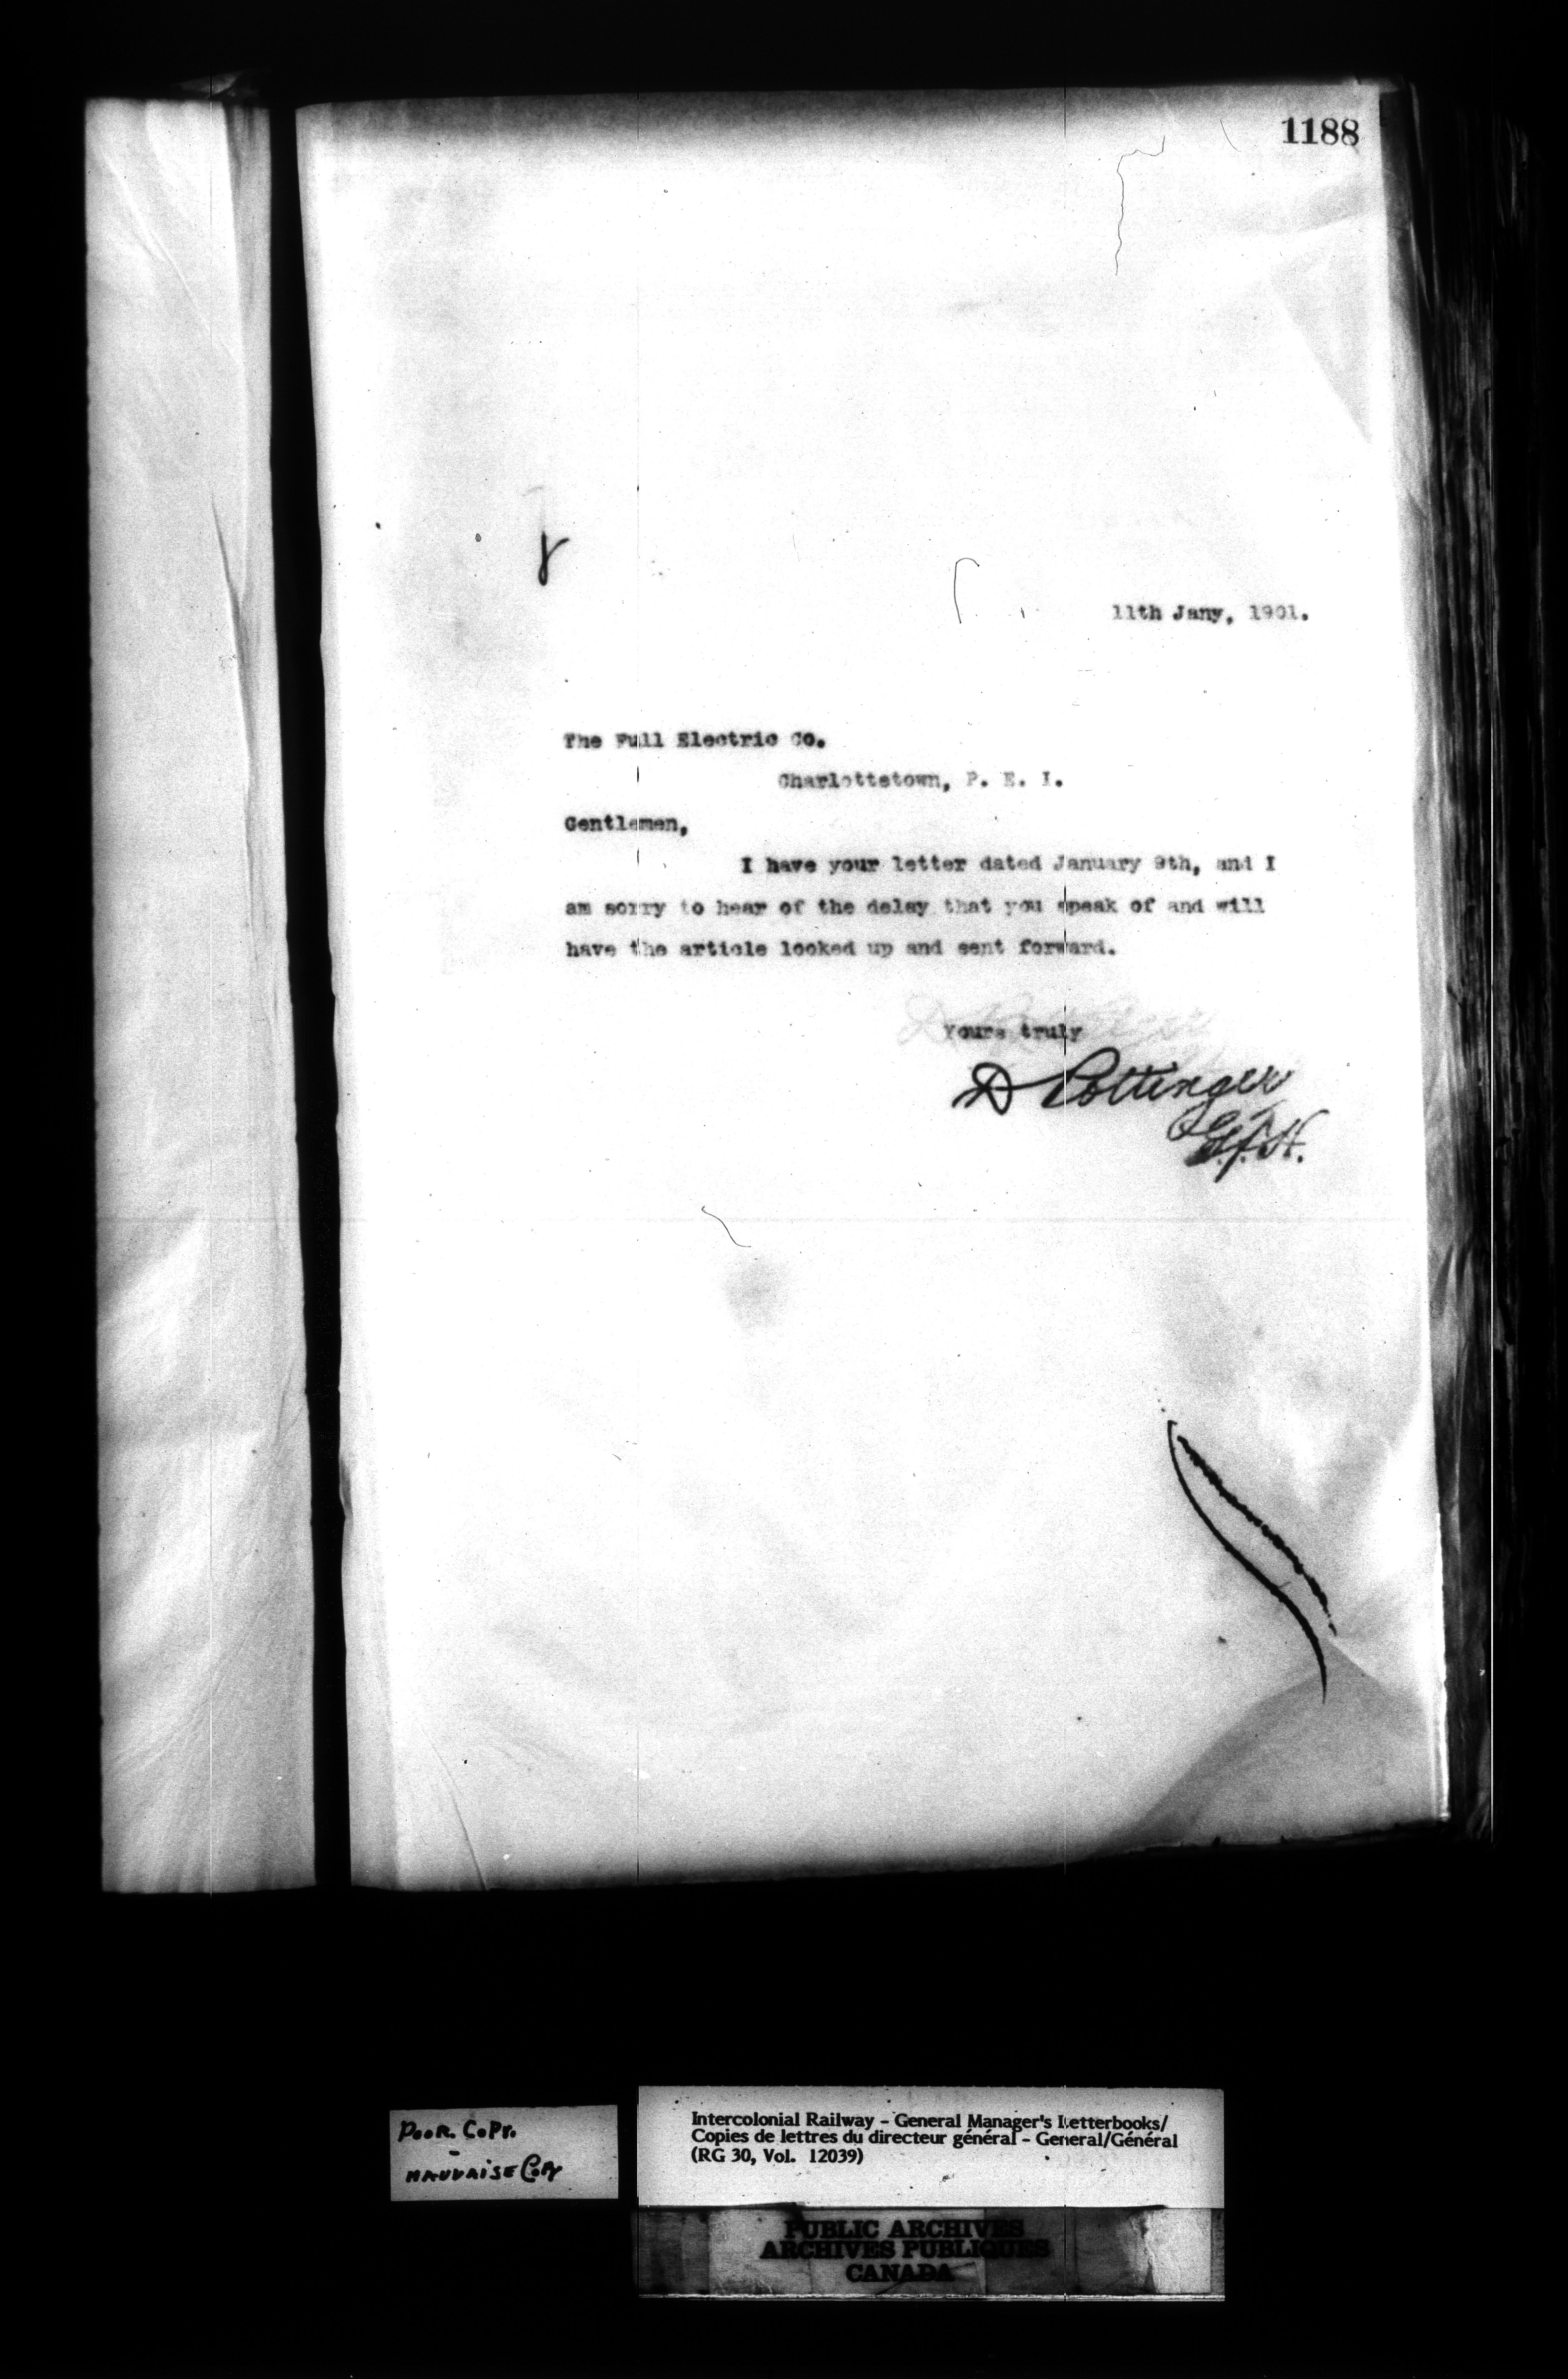 1188
11th Jany, 1901.
The Full Electric Co.
Charlottetown, P. E. I.
Gentlemen,
I have your letter dated January 9th, and I
am sorry to hear of the delay that you speak of and will
have the article looked up and sent forward.
Yours truly
D Pottinger
POOR. COPY.
-
MAUVAISE COPY
Intercolonial Railway - General Manager's Letterbooks/
Copies de lettres du directeur général - General/Général
(RG 30, Vol. 12039)
PUBLIC ARCHIVES
ARCHIVES PUBLIQUES
CANADA